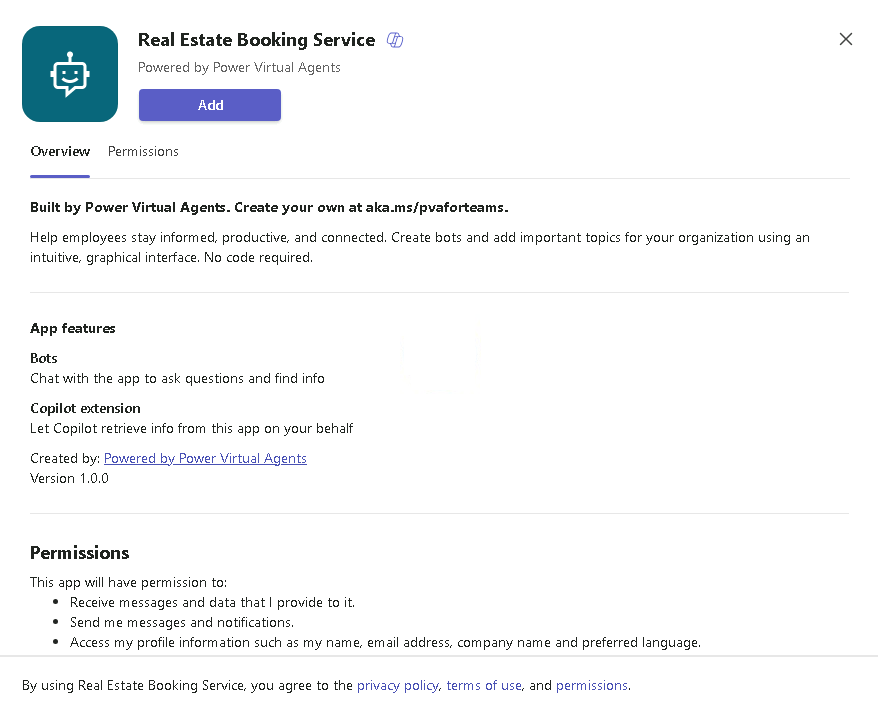 Real Estate Booking Service
Powered by Power Virtual Agents
Add
Overview Permissions
Built by Power Virtual Agents. Create your own at aka.ms/pvaforteams.
Help employees stay informed, productive, and connected. Create bots and add important topics for your organization using an
intuitive, graphical interface. No code required.
App features
Bots
Chat with the app to ask questions and find info
Copilot extension
Let Copilot retrieve info from this app on your behalf
Created by: Powered by Power Virtual Agents
Version 1.0.0
Permissions
This app will have permission to:
• Receive messages and data that I provide to it.
• Send me messages and notifications.
• Access my profile information such as my name, email address, company name and preferred language.
By using Real Estate Booking Service, you agree to the privacy policy, terms of use, and permissions.